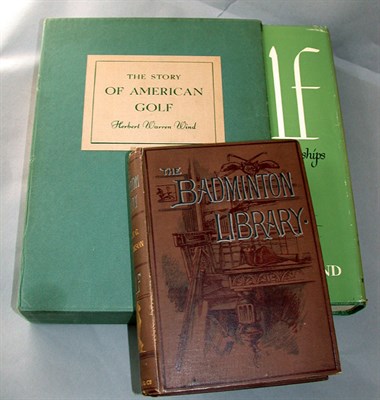 THE STORY
OF AMERICAN
GOLF
Herbert Warren Wind
LF
ships
ND
THE
BADMINTON
LIBRARY